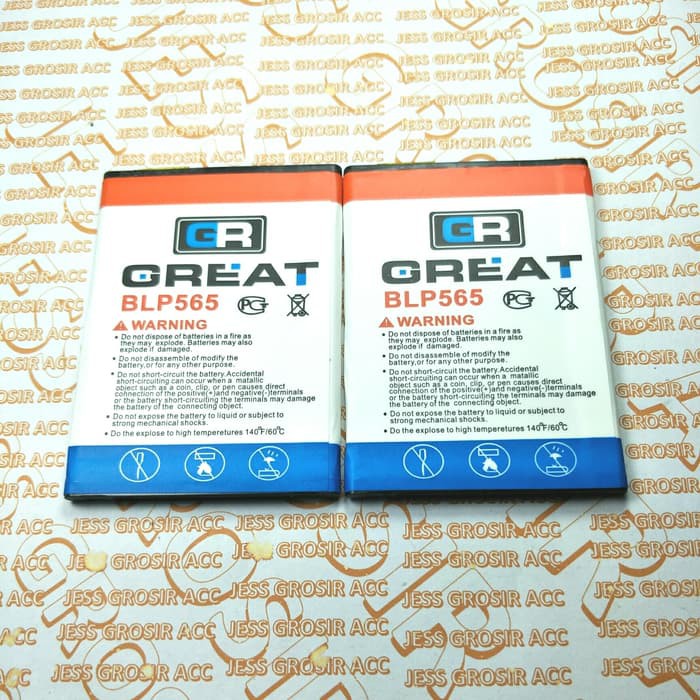 JESS GROSIR ACC
GR
GREAT
BLP565
PCT
WARNING
• Do not dispose of batteries in a fire as
they may explode. Batteries may also
explode if damaged.
• Do not disassemble of modify the
battery,or for any other purpose.
• Do not short-circuit the battery.Accidental
short-circuiting can occur when a matallic
object such as a coin, clip, or pen causes direct
connection of the positive(+)and negative(-)terminals
or the battery short-circuiting the terminals may damage
the battery of the connecting object.
• Do not expose the battery to liquid or subject to
strong mechanical shocks.
• Do the explose to high temperetures 140°F/60°C
GR
GREAT
BLP565
PCT
WARNING
• Do not dispose of batteries in a fire as
they may explode. Batteries may also
explode if damaged.
• Do not disassemble of modify the
battery,or for any other purpose.
• Do not short-circuit the battery.Accidental
short-circuiting can occur when a matallic
object such as a coin, clip, or pen causes direct
connection of the positive(+)and negative(-)terminals
or the battery short-circuiting the terminals may damage
the battery of the connecting object.
• Do not expose the battery to liquid or subject to
strong mechanical shocks.
• Do the explose to high temperetures 140°F/60°C
JESS GROSIR ACC